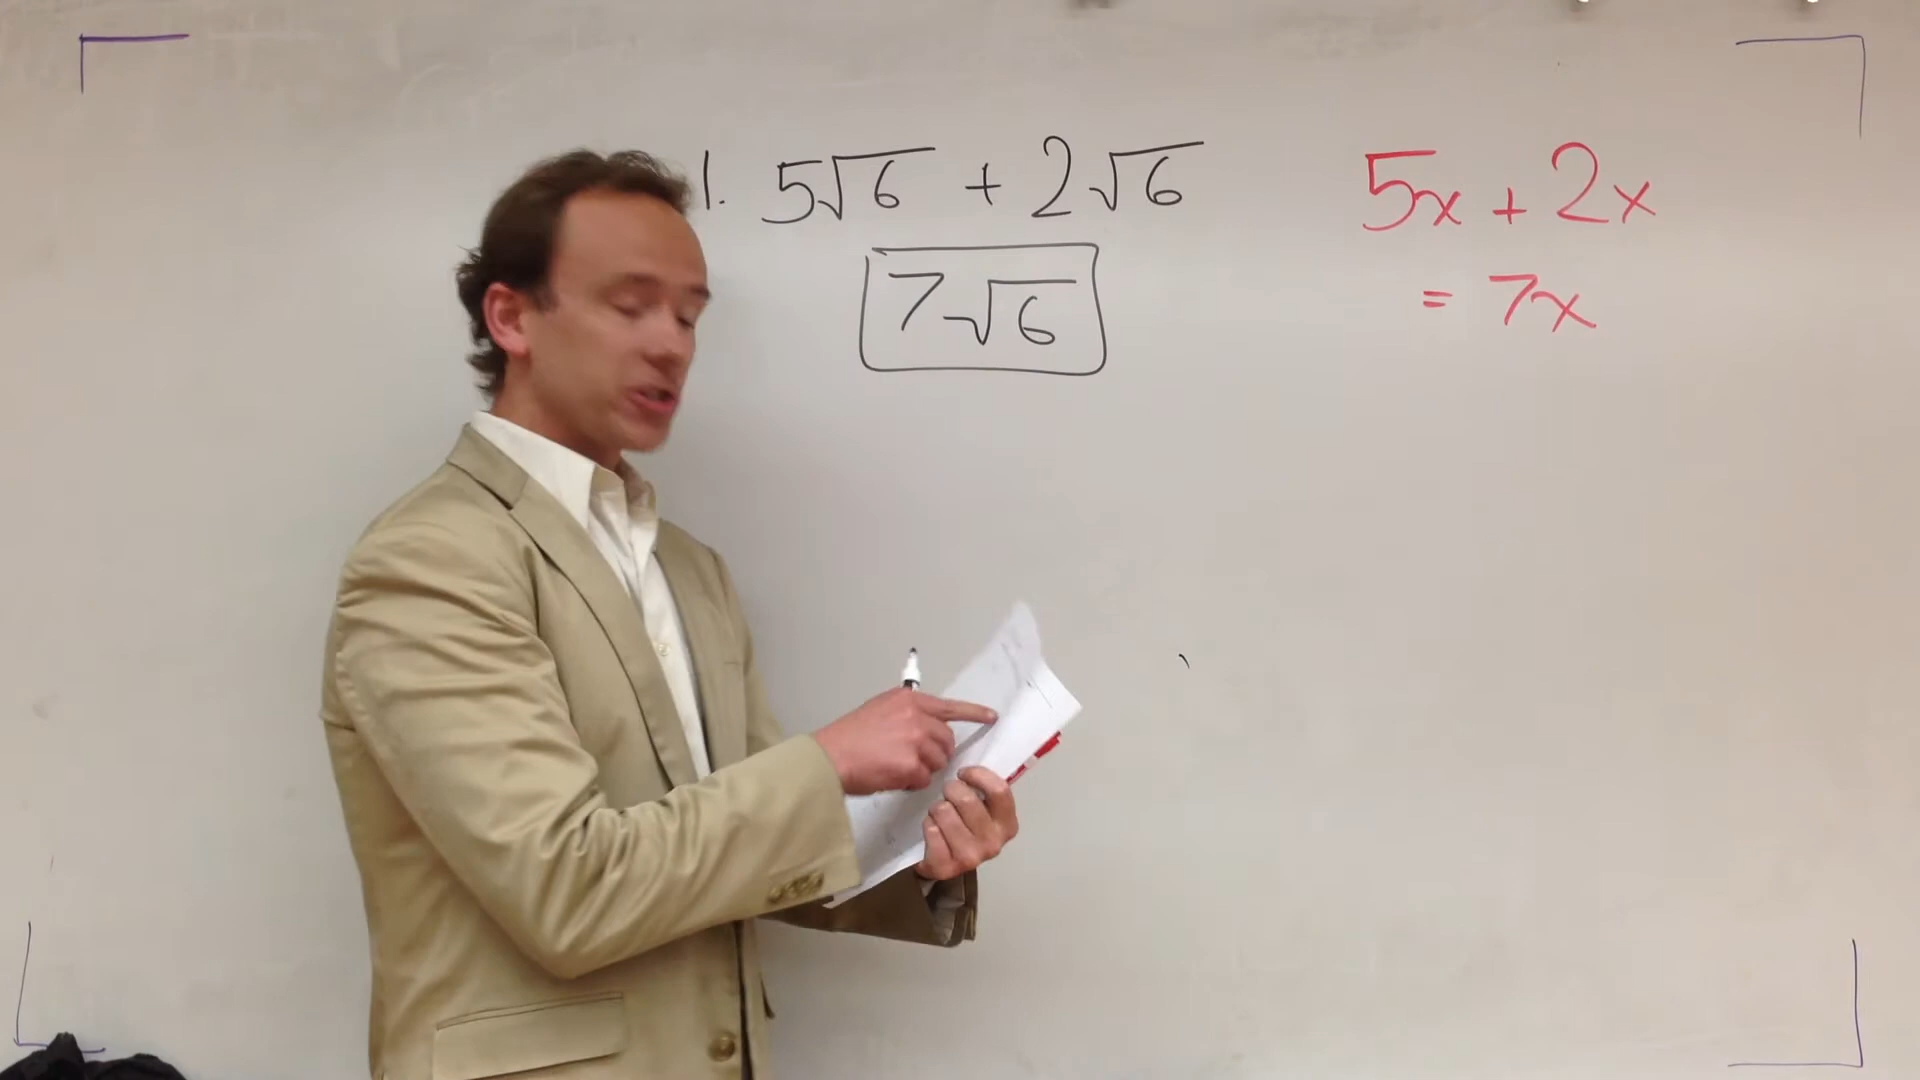 1. 5√6 + 2√6
7√6
5x + 2x
= 7x